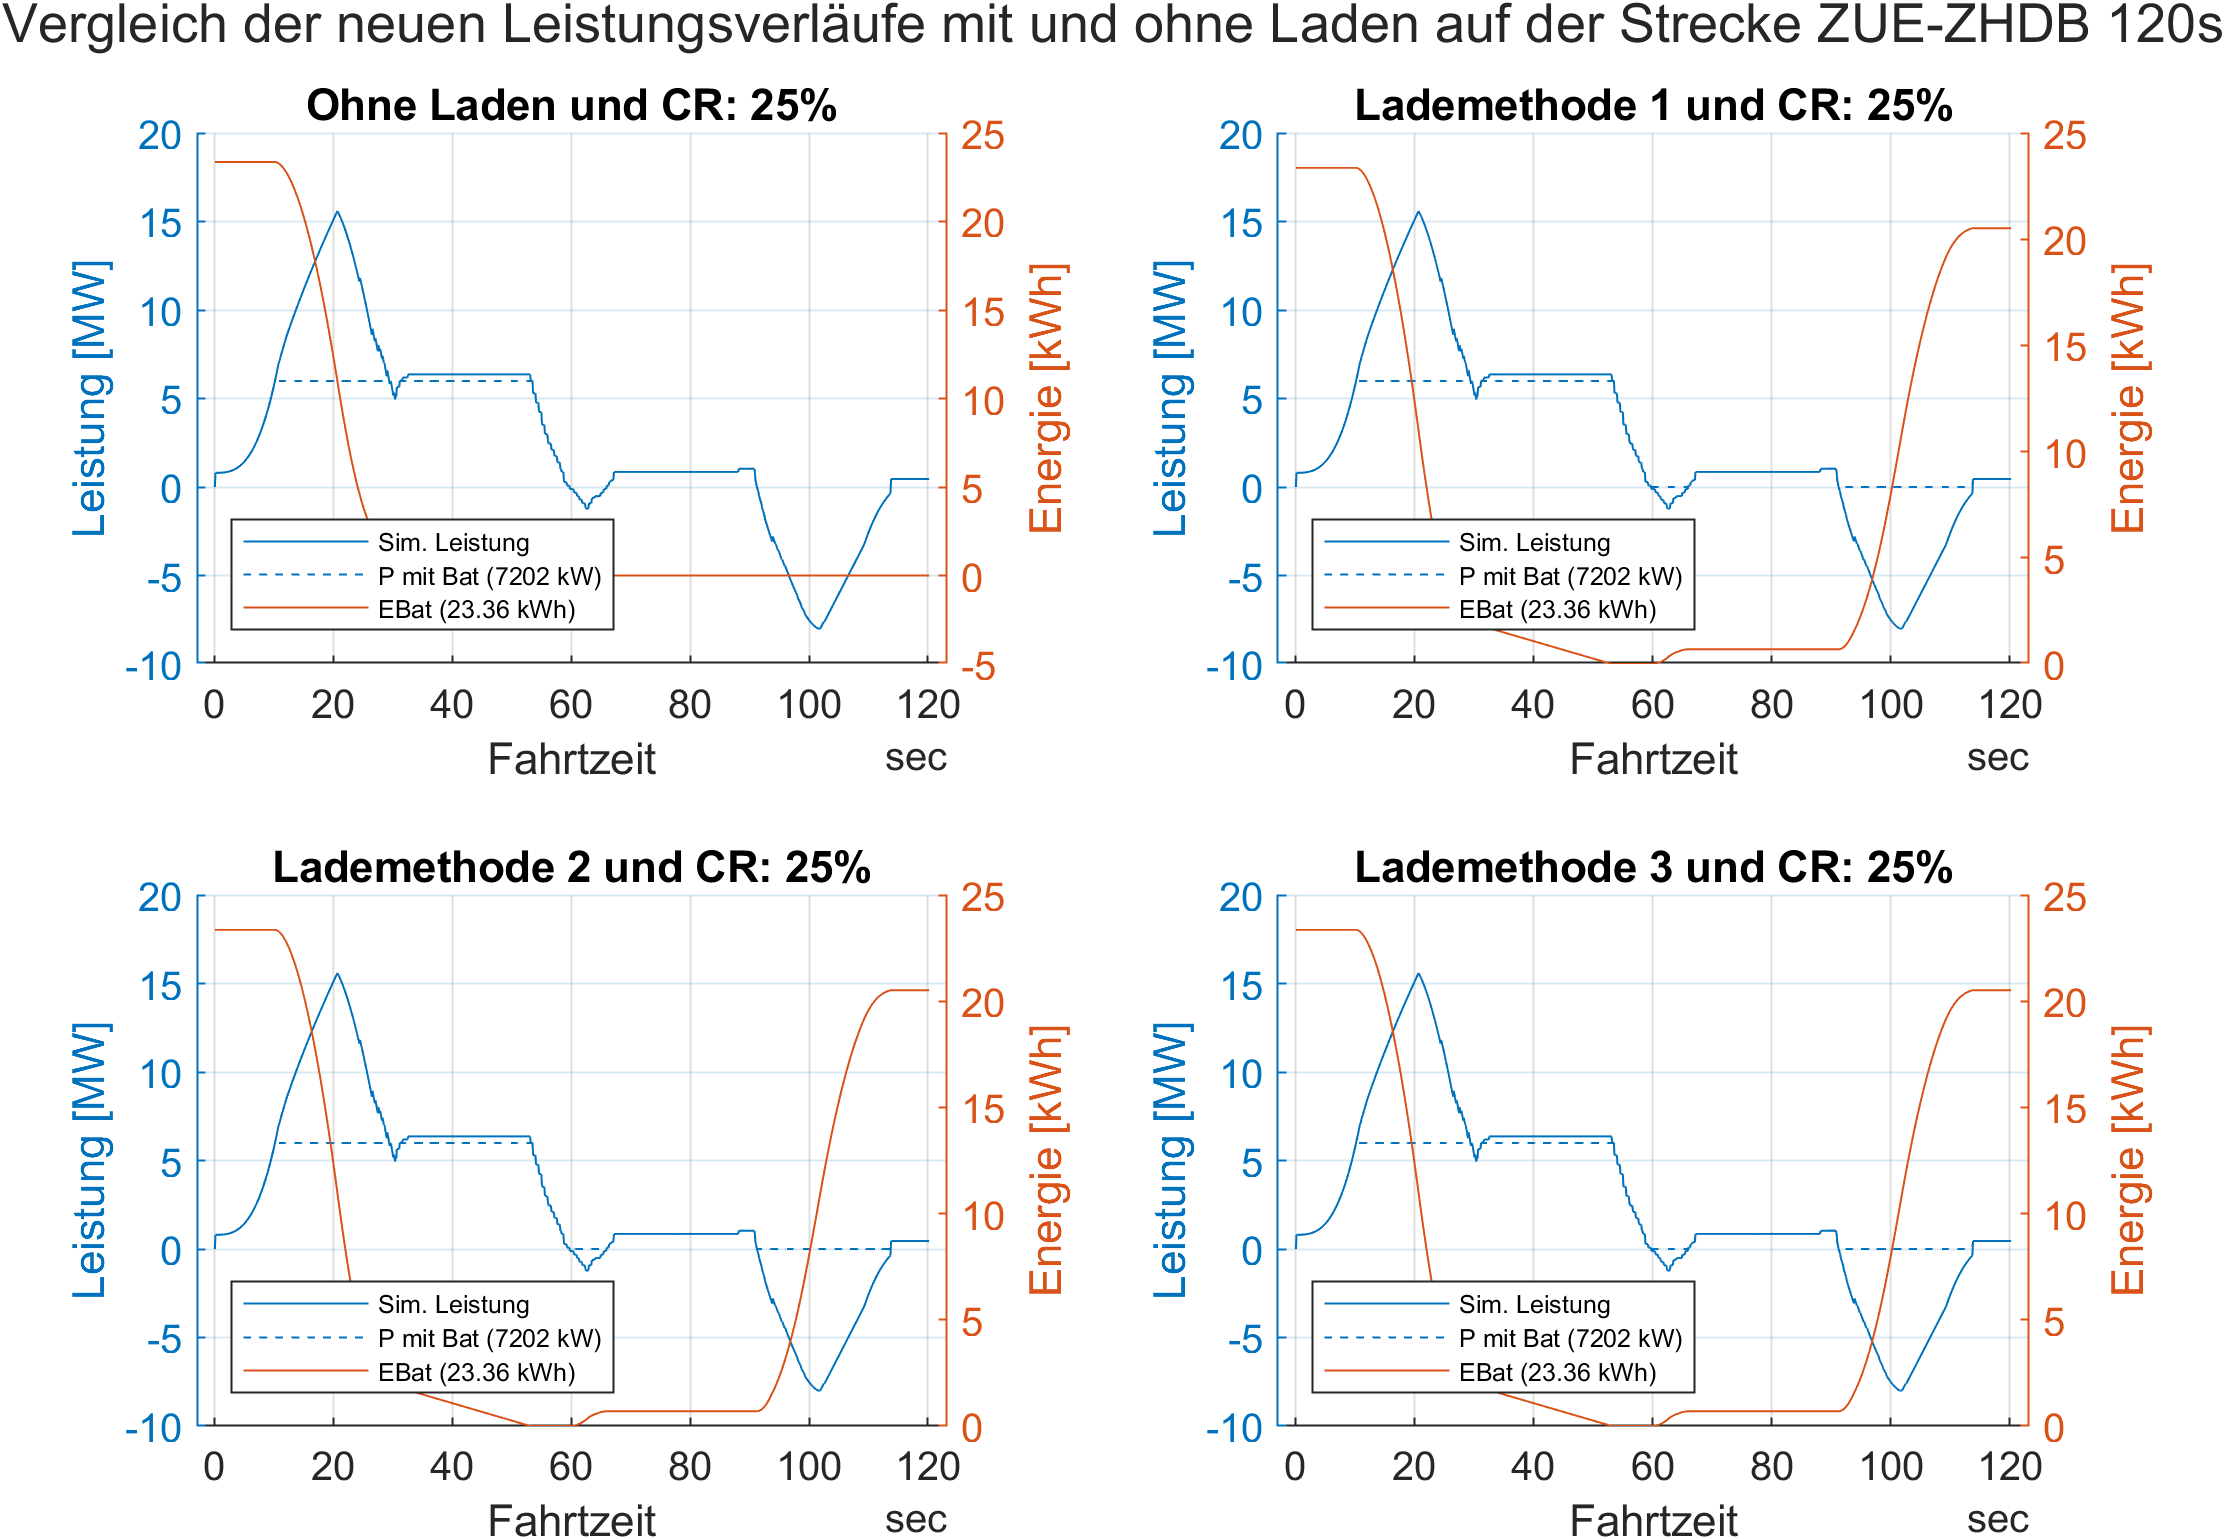 Vergleich der neuen Leistungsverläufe mit und ohne Laden auf der Strecke ZUE-ZHDB 120s
Ohne Laden und CR: 25%
20
15
10
5
0
-5
-10
Leistung [MW]
25
20
15
10
5
0
-5
Energie [kWh]
Sim. Leistung
P mit Bat (7202 kW)
EBat (23.36 kWh)
0 20 40 60 80 100 120
Fahrtzeit
sec
Lademethode 1 und CR: 25%
20
15
10
5
0
-5
-10
Leistung [MW]
25
20
15
10
5
0
Energie [kWh]
Sim. Leistung
P mit Bat (7202 kW)
EBat (23.36 kWh)
0 20 40 60 80 100 120
Fahrtzeit
sec
Lademethode 2 und CR: 25%
20
15
10
5
0
-5
-10
Leistung [MW]
25
20
15
10
5
0
Energie [kWh]
Sim. Leistung
P mit Bat (7202 kW)
EBat (23.36 kWh)
0 20 40 60 80 100 120
Fahrtzeit
sec
Lademethode 3 und CR: 25%
20
15
10
5
0
-5
-10
Leistung [MW]
25
20
15
10
5
0
Energie [kWh]
Sim. Leistung
P mit Bat (7202 kW)
EBat (23.36 kWh)
0 20 40 60 80 100 120
Fahrtzeit
sec